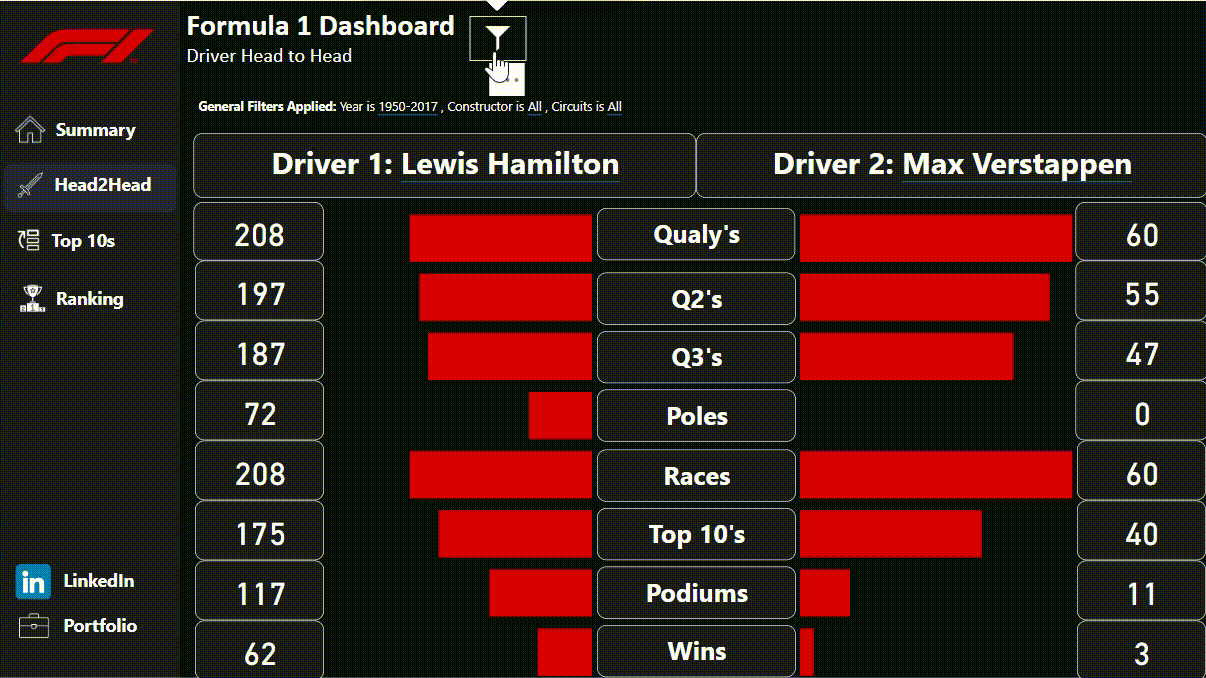 F1
Formula 1 Dashboard
Driver Head to Head
General Filters Applied: Year is 1950-2017 , Constructor is All , Circuits is All
Summary
Head2Head
Top 10s
Ranking
LinkedIn
Portfolio
Driver 1: Lewis Hamilton
Driver 2: Max Verstappen
208 Qualy's 60
197 Q2's 55
187 Q3's 47
72 Poles 0
208 Races 60
175 Top 10's 40
117 Podiums 11
62 Wins 3
in